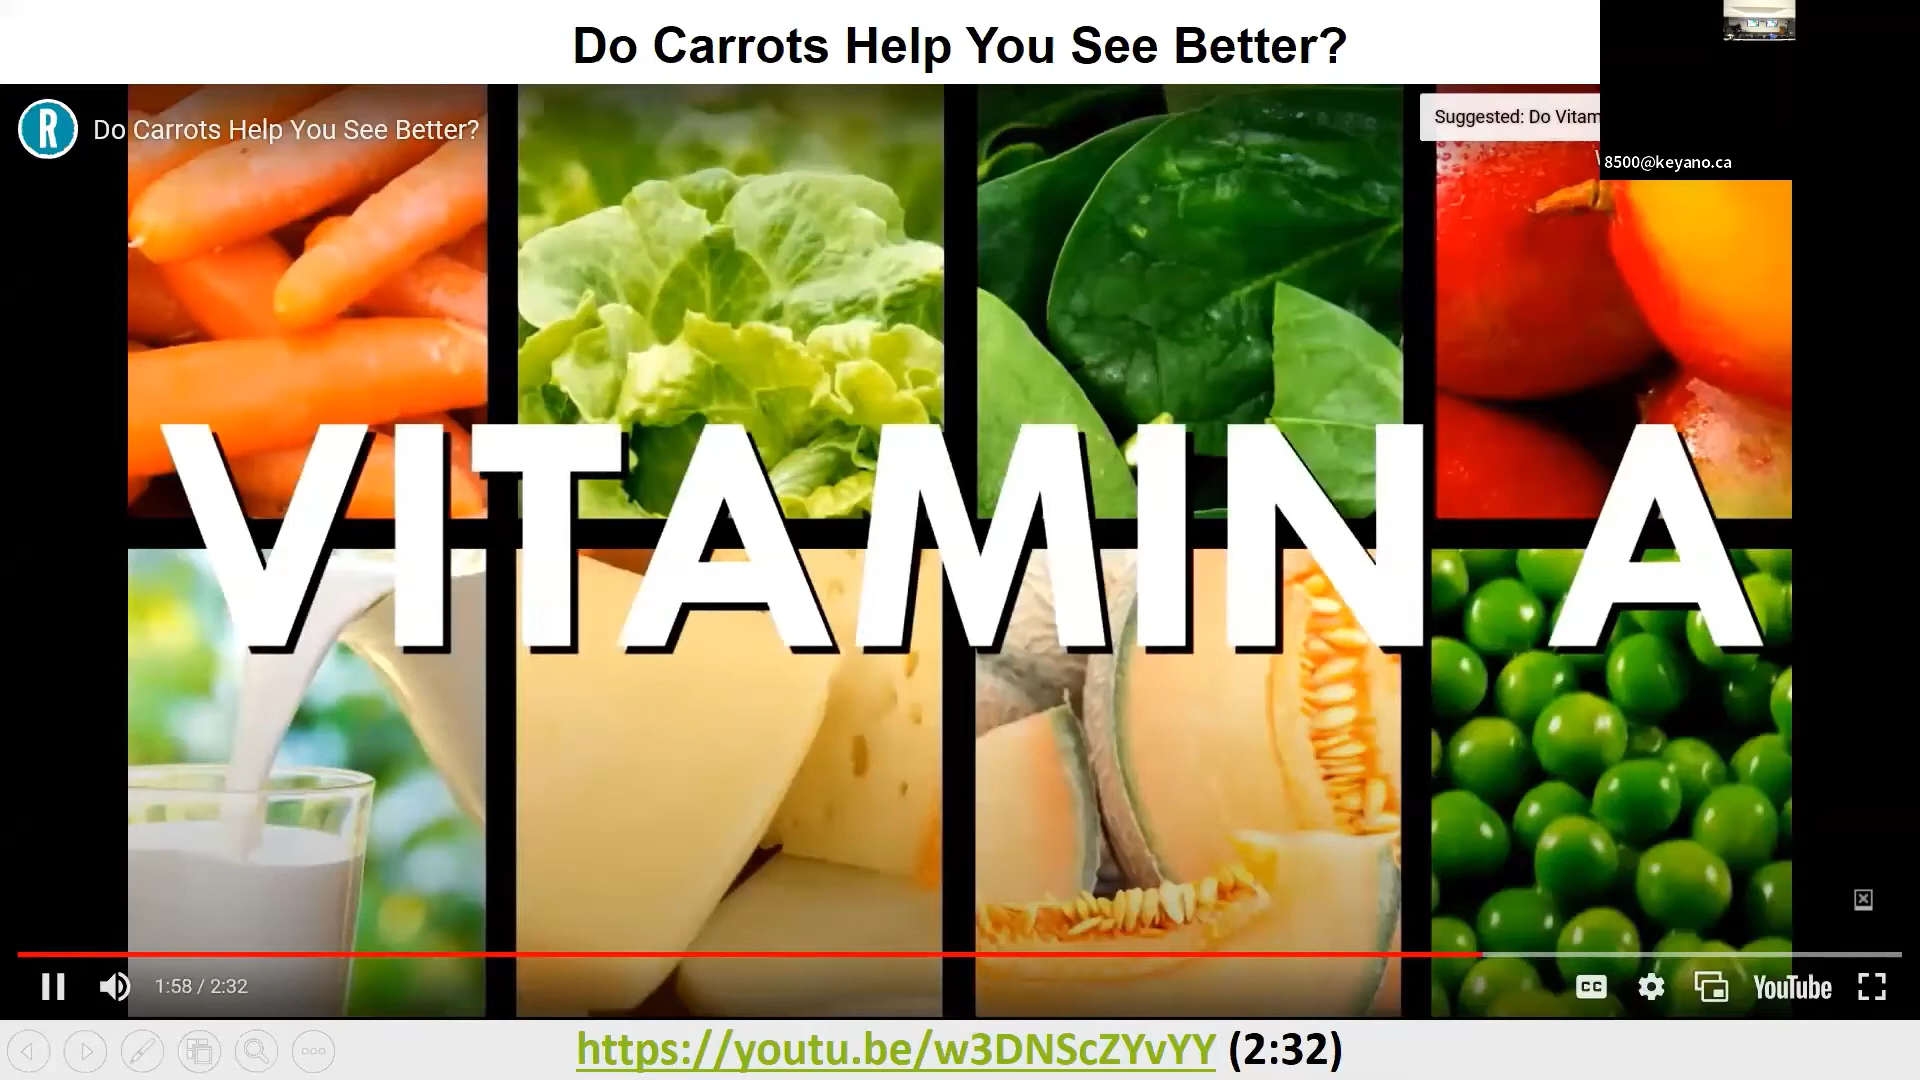 Do Carrots Help You See Better?
R
Do Carrots Help You See Better?
Suggested: Do Vitam
8500@keyano.ca
VITAMIN A
1:58 / 2:32
CC
YouTube
https://youtu.be/w3DNScZYvYY (2:32)